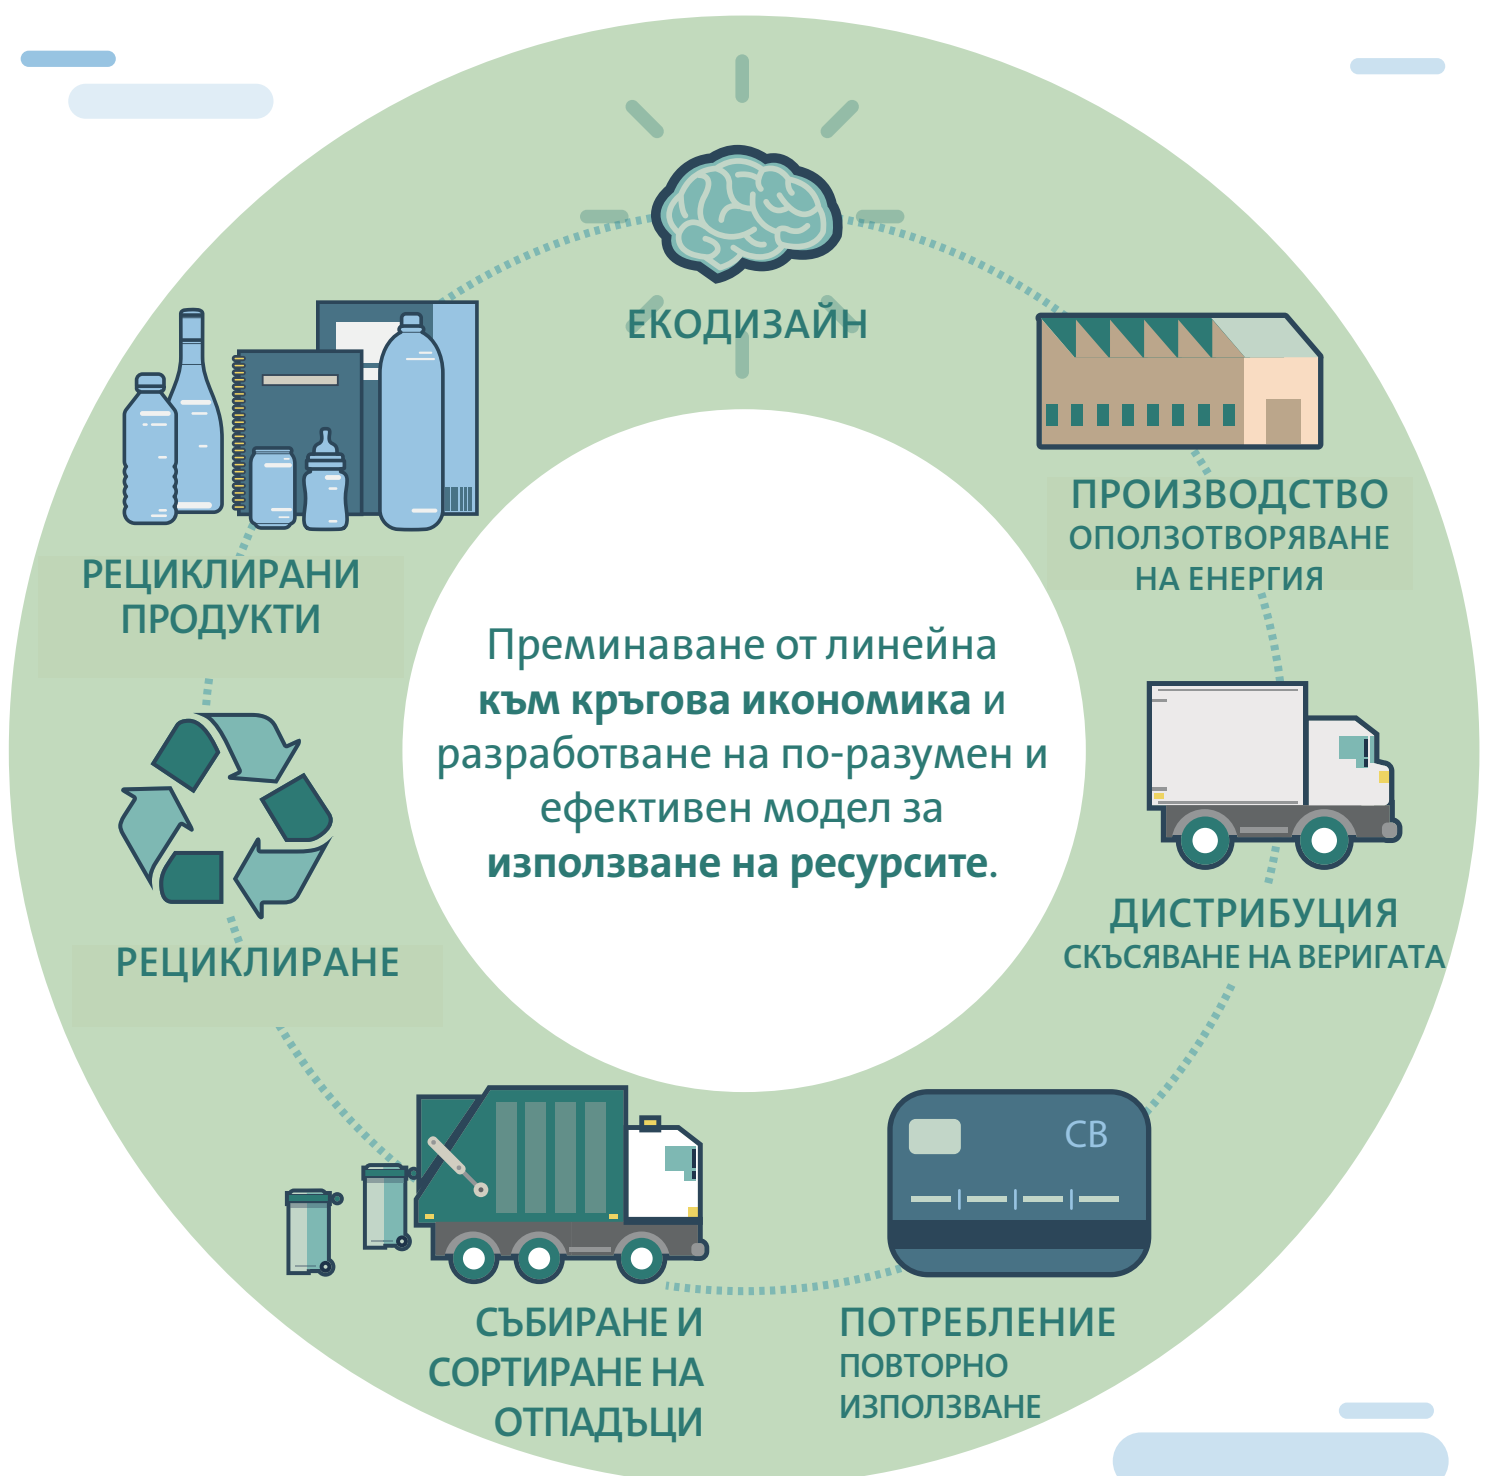 ЕКОДИЗАЙН
ПРОИЗВОДСТВО
ОПОЛЗОТВОРЯВАНЕ
НА ЕНЕРГИЯ
РЕЦИКЛИРАНИ
ПРОДУКТИ
Преминаване от линейна
към кръгова икономика и
разработване на по-разумен и
ефективен модел за
използване на ресурсите.
ДИСТРИБУЦИЯ
СКЪСЯВАНЕ НА ВЕРИГАТА
РЕЦИКЛИРАНЕ
CB
СЪБИРАНЕ И
СОРТИРАНЕ НА
ОТПАДЪЦИ
ПОТРЕБЛЕНИЕ
ПОВТОРНО
ИЗПОЛЗВАНЕ